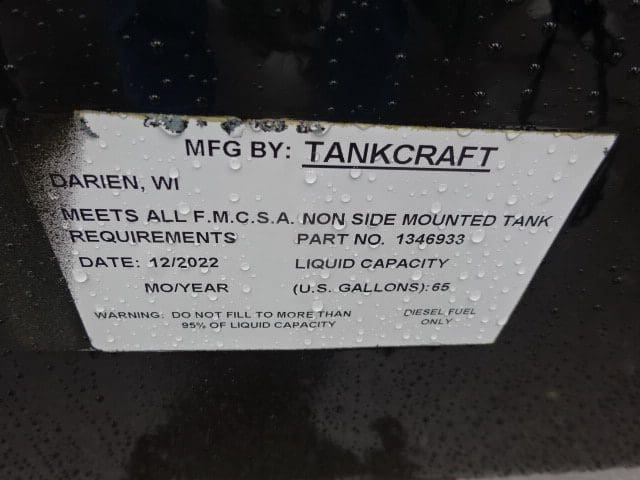 MFG BY: TANKCRAFT
DARIEN, WI
MEETS ALL F.M.C.S.A. NON SIDE MOUNTED TANK
REQUIREMENTS PART NO. 1346933
DATE: 12/2022 LIQUID CAPACITY
MO/YEAR (U.S. GALLONS): 65
WARNING: DO NOT FILL TO MORE THAN
95% OF LIQUID CAPACITY
DIESEL FUEL
ONLY